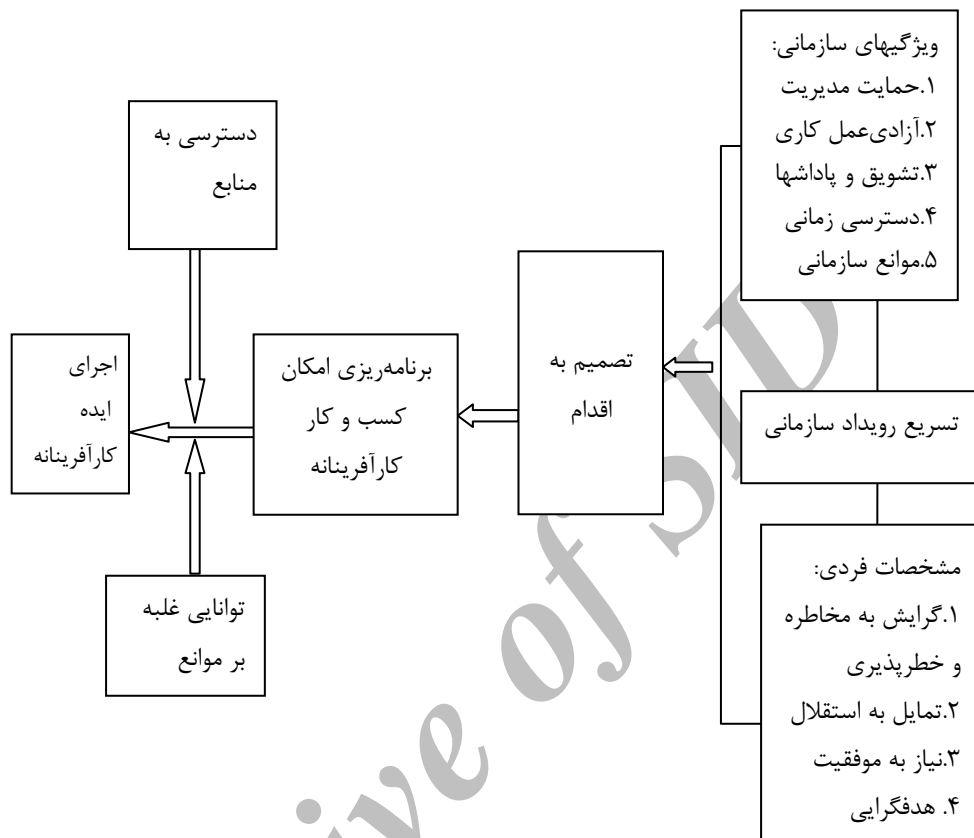 ویژگیهای سازمانی:
۱.حمایت مدیریت
۲.آزادی‌عمل کاری
۳.تشویق و پاداشها
۴.دسترسی زمانی
۵.موانع سازمانی
تسریع رویداد سازمانی
مشخصات فردی:
۱.گرایش به مخاطره
و خطرپذیری
۲.تمایل به استقلال
۳.نیاز به موفقیت
۴. هدفگرایی
تصمیم به
اقدام
برنامه‌ریزی امکان
کسب و کار
کارآفرینانه
دسترسی به
منابع
توانایی غلبه
بر موانع
اجرای
ایده
کارآفرینانه
ive of SID